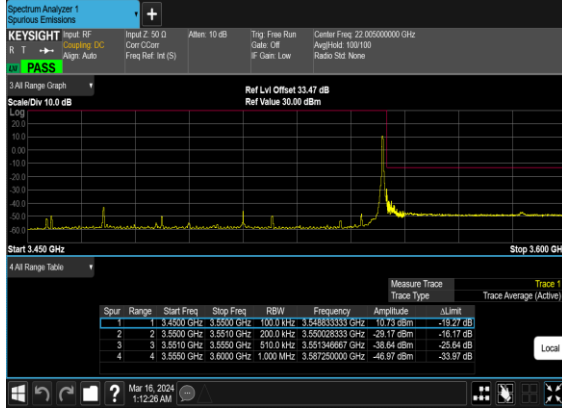 Spectrum Analyzer 1
Spurious Emissions
+
KEYSIGHT Input: RF Input Z: 50 Ω Atten: 10 dB Trig: Free Run Center Freq: 22.005000000 GHz
R T Coupling: DC Corr CCorr Gate: Off Avg|Hold: 100/100
Align: Auto Freq Ref: Int (S) IF Gain: Low Radio Std: None
LXI PASS
3 All Range Graph
Ref Lvl Offset 33.47 dB
Scale/Div 10.0 dB Ref Value 30.00 dBm
Log
20.0
10.0
0.00
-10.0
-20.0
-30.0
-40.0
-50.0
-60.0
Start 3.450 GHz Stop 3.600 GH
4 All Range Table
Measure Trace Trace 1
Trace Type Trace Average (Active)
Spur Range Start Freq Stop Freq RBW Frequency Amplitude ΔLimit
1 1 3.4500 GHz 3.5500 GHz 100.0 kHz 3.548833333 GHz 10.73 dBm -19.27 dB
2 2 3.5500 GHz 3.5510 GHz 200.0 kHz 3.550028333 GHz -29.17 dBm -16.17 dB
3 3 3.5510 GHz 3.5550 GHz 510.0 kHz 3.551346667 GHz -38.64 dBm -25.64 dB
4 4 3.5550 GHz 3.6000 GHz 1.000 MHz 3.587250000 GHz -46.97 dBm -33.97 dB
Local
? Mar 16, 2024
1:12:26 AM